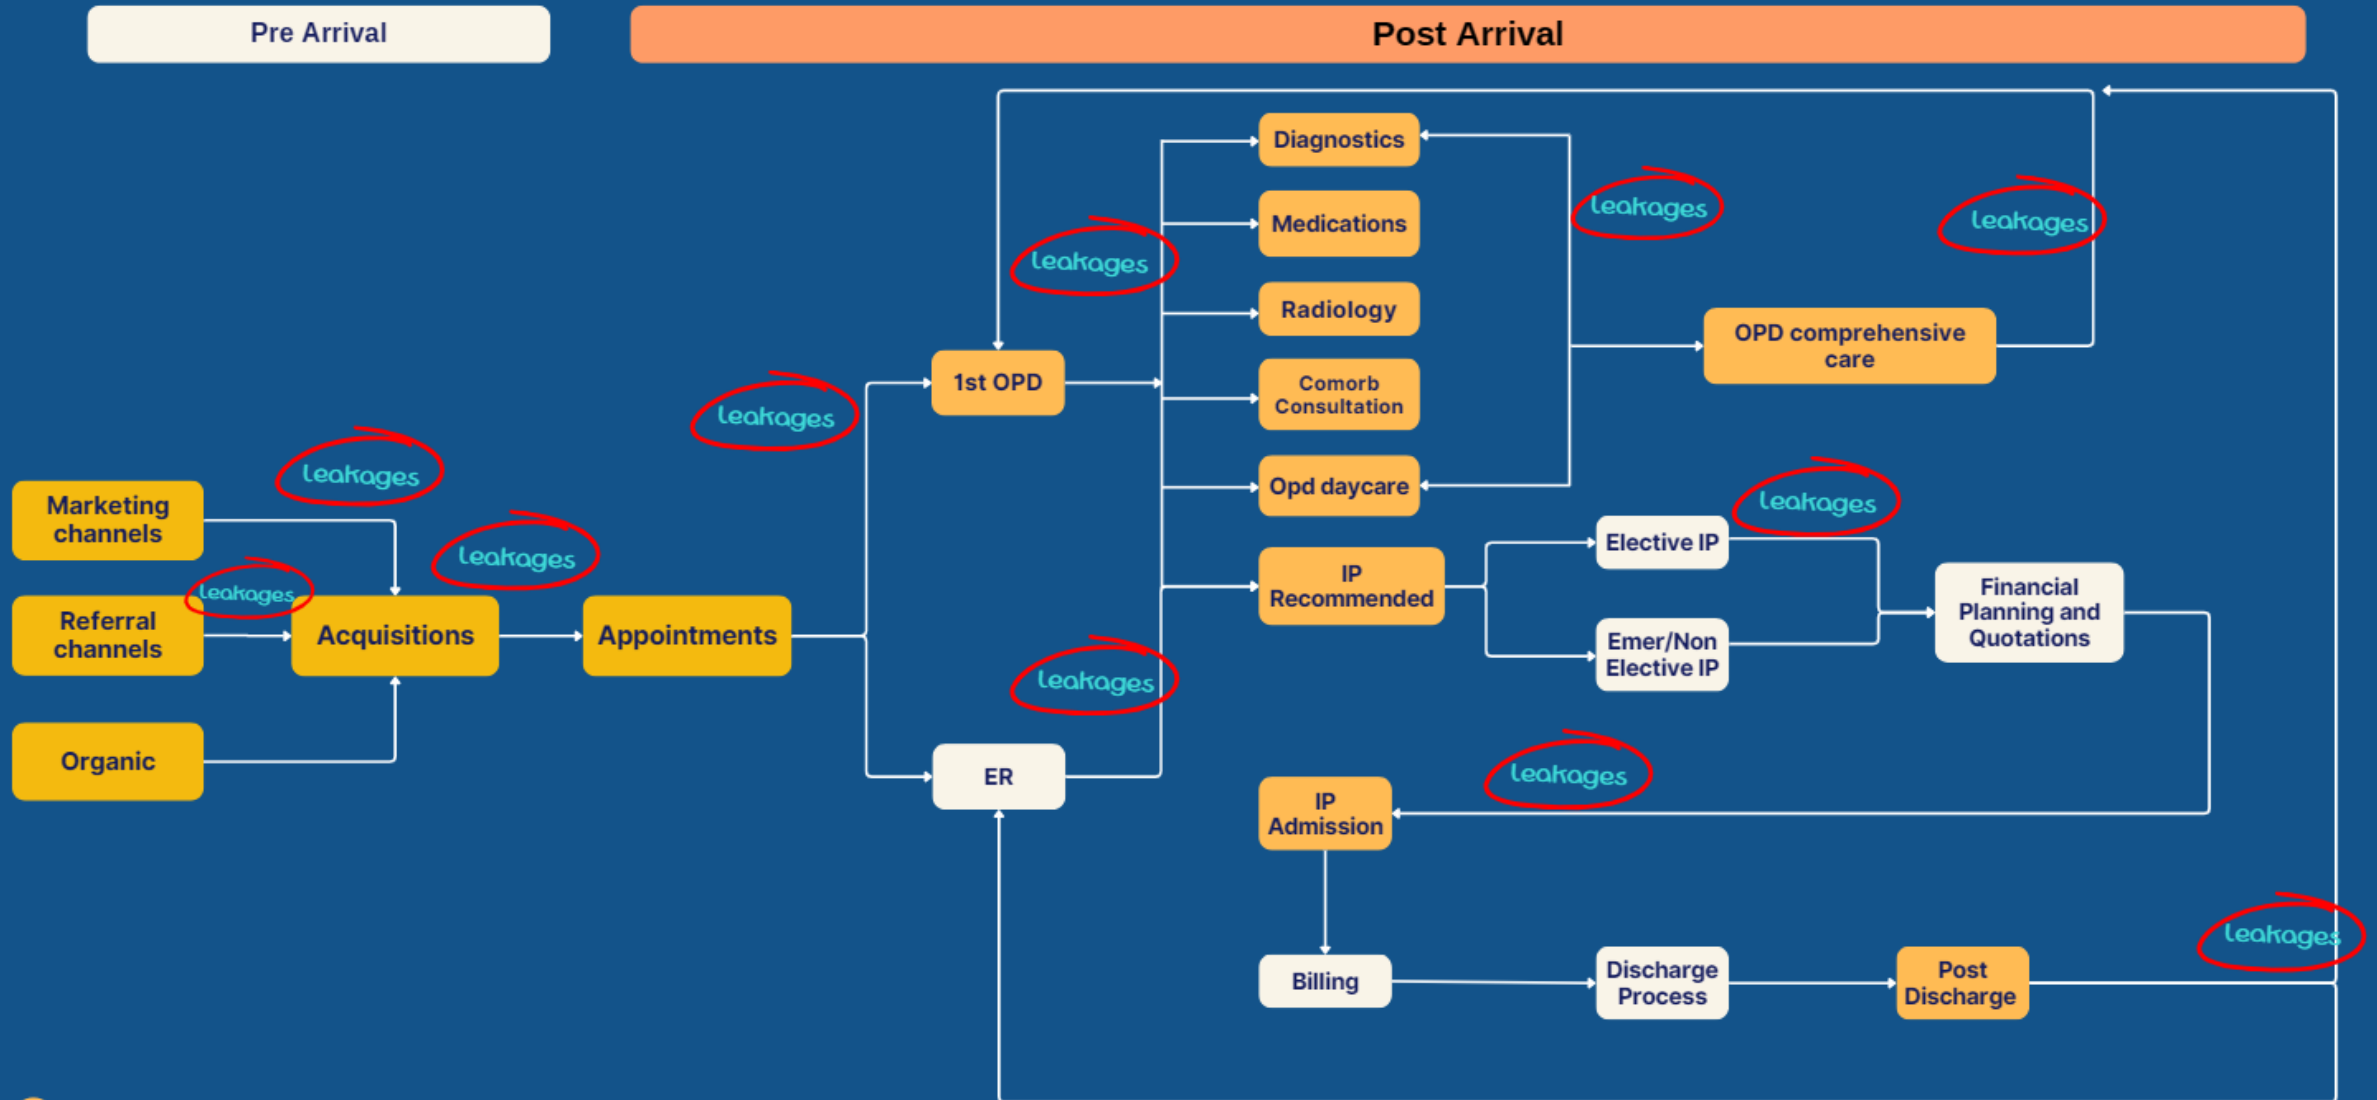 Pre Arrival
Post Arrival
Diagnostics
Medications
Radiology
Comorb
Consultation
Opd daycare
IP
Recommended
leakages
leakages
leakages
OPD comprehensive
care
1st OPD
leakages
leakages
leakages
leakages
Marketing
channels
Referral
channels
Organic
Acquisitions
Appointments
leakages
ER
Elective IP
leakages
Emer/Non
Elective IP
Financial
Planning and
Quotations
IP
Admission
leakages
Billing
Discharge
Process
Post
Discharge
leakages